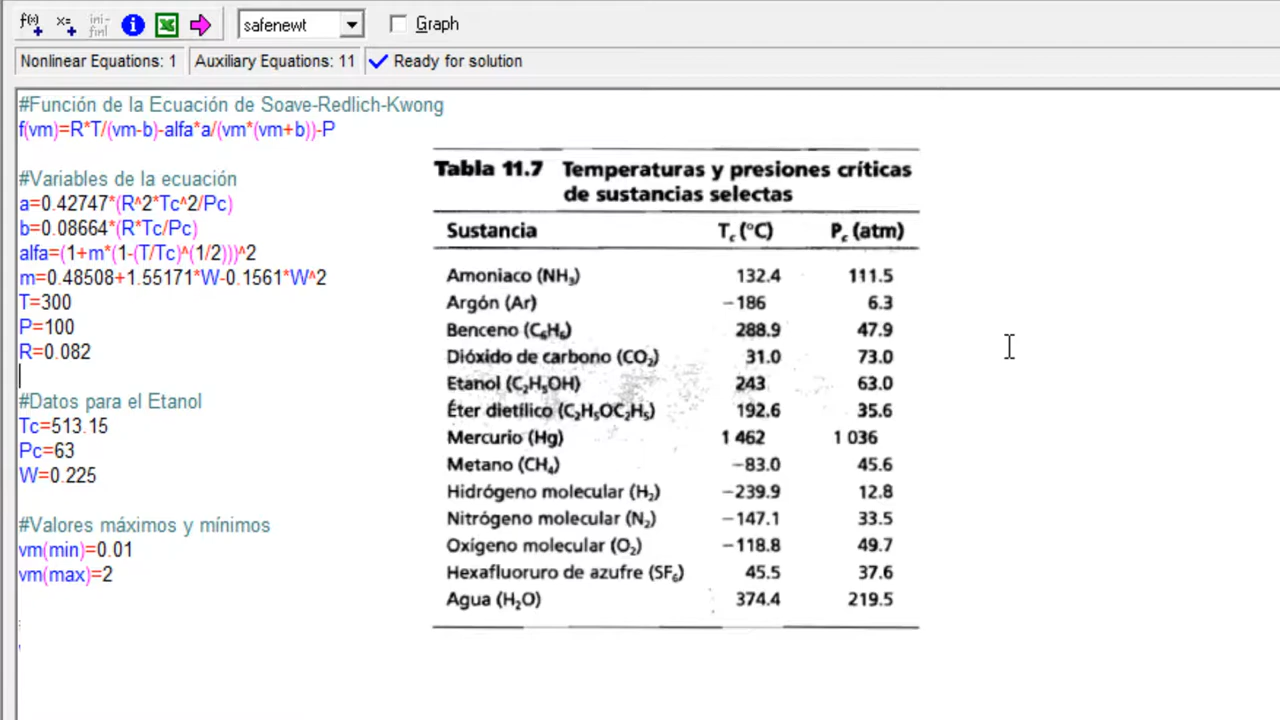 f(x) x= ini- finl safenewt Graph
Nonlinear Equations: 1 Auxiliary Equations: 11 Ready for solution
#Función de la Ecuación de Soave-Redlich-Kwong
f(vm)=R*T/(vm-b)-alfa*a/(vm*(vm+b))-P
#Variables de la ecuación
a=0.42747*(R^2*Tc^2/Pc)
b=0.08664*(R*Tc/Pc)
alfa=(1+m*(1-(T/Tc)^(1/2)))^2
m=0.48508+1.55171*W-0.1561*W^2
T=300
P=100
R=0.082
#Datos para el Etanol
Tc=513.15
Pc=63
W=0.225
#Valores máximos y mínimos
vm(min)=0.01
vm(max)=2
Tabla 11.7 Temperaturas y presiones críticas
de sustancias selectas
Sustancia Tc (°C) Pc (atm)
Amoniaco (NH3) 132.4 111.5
Argón (Ar) −186 6.3
Benceno (C6H6) 288.9 47.9
Dióxido de carbono (CO2) 31.0 73.0
Etanol (C2H5OH) 243 63.0
Éter dietílico (C2H5OC2H5) 192.6 35.6
Mercurio (Hg) 1 462 1 036
Metano (CH4) −83.0 45.6
Hidrógeno molecular (H2) −239.9 12.8
Nitrógeno molecular (N2) −147.1 33.5
Oxígeno molecular (O2) −118.8 49.7
Hexafluoruro de azufre (SF6) 45.5 37.6
Agua (H2O) 374.4 219.5